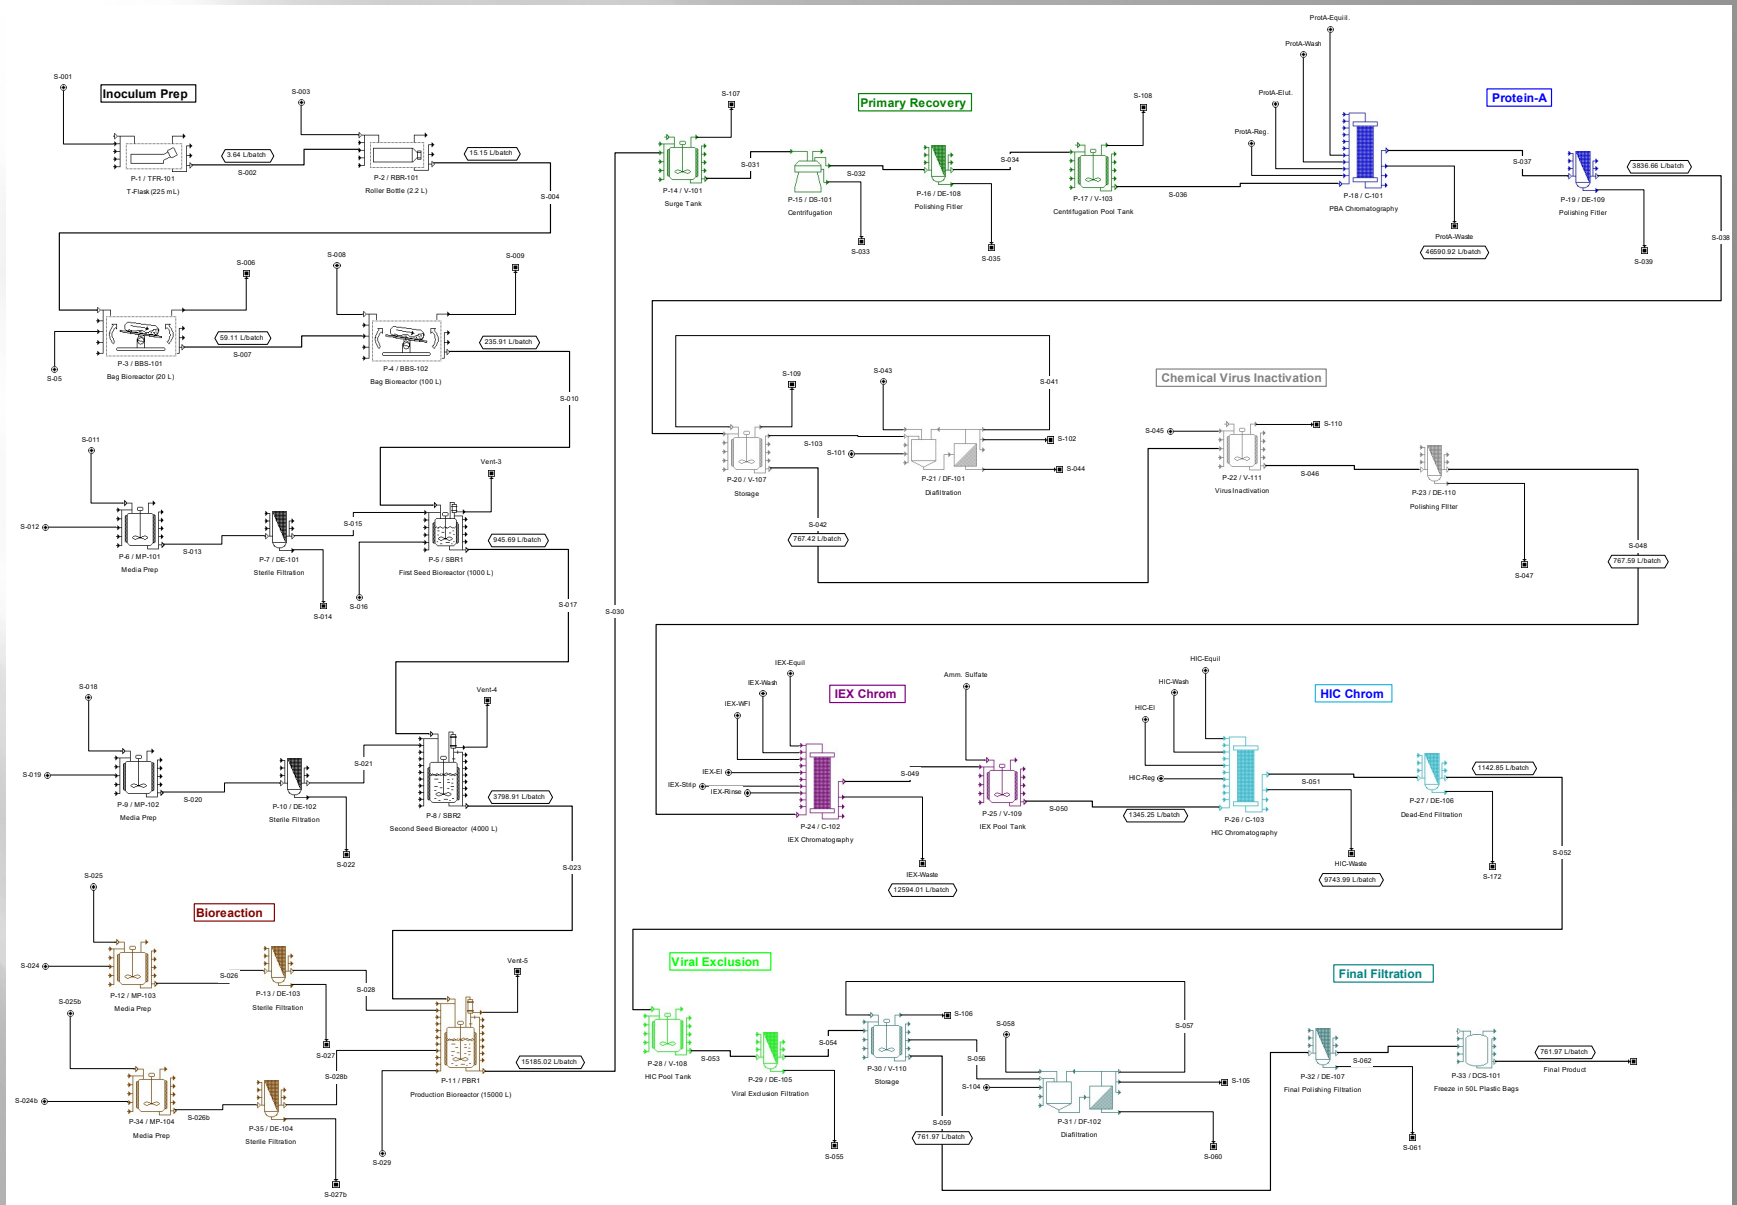 Inoculum Prep
S-001
S-003
3.64 L/batch
S-002
15.15 L/batch
P-1 / TFR-101
T-Flask (225 mL)
P-2 / RBR-101
Roller Bottle (2.2 L)
S-004
S-006
S-008
S-009
59.11 L/batch
S-007
235.91 L/batch
P-3 / BBS-101
Bag Bioreactor (20 L)
S-05
P-4 / BBS-102
Bag Bioreactor (100 L)
S-010
S-011
Vent-3
S-012
S-013
S-015
945.69 L/batch
P-6 / MP-101
Media Prep
P-7 / DE-101
Sterile Filtration
P-5 / SBR1
First Seed Bioreactor (1000 L)
S-014
S-016
S-017
S-018
Vent-4
S-019
S-020
S-021
3798.91 L/batch
P-9 / MP-102
Media Prep
P-10 / DE-102
Sterile Filtration
P-8 / SBR2
Second Seed Bioreactor (4000 L)
S-022
S-023
Bioreaction
S-025
S-024
S-026
S-028
Vent-5
P-12 / MP-103
Media Prep
P-13 / DE-103
Sterile Filtration
S-025b
S-027
S-028b
15185.02 L/batch
P-11 / PBR1
Production Bioreactor (15000 L)
S-024b
S-026b
P-34 / MP-104
Media Prep
P-35 / DE-104
Sterile Filtration
S-029
S-027b
S-030
Primary Recovery
S-107
S-108
P-14 / V-101
Surge Tank
S-031
P-15 / DS-101
Centrifugation
S-032
P-16 / DE-108
Polishing Fitler
S-034
P-17 / V-103
Centrifugation Pool Tank
S-033
S-035
S-036
Protein-A
ProtA-Equil.
ProtA-Wash
ProtA-Elut.
ProtA-Reg.
P-18 / C-101
PBA Chromatography
S-037
3836.66 L/batch
P-19 / DE-109
Polishing Fitler
ProtA-Waste
46590.92 L/batch
S-038
S-039
S-109
S-043
S-041
S-103
S-101
S-102
S-044
P-20 / V-107
Storage
P-21 / DF-101
Diafiltration
S-042
767.42 L/batch
Chemical Virus Inactivation
S-045
S-110
S-046
P-22 / V-111
Virus Inactivation
P-23 / DE-110
Polishing FIlter
S-047
S-048
767.59 L/batch
IEX Chrom
IEX-Equil
IEX-Wash
IEX-WFI
IEX-El
IEX-Strip
IEX-Rinse
P-24 / C-102
IEX Chromatography
S-049
Amm. Sulfate
P-25 / V-109
IEX Pool Tank
S-050
IEX-Waste
12594.01 L/batch
1345.25 L/batch
HIC Chrom
HIC-Equil
HIC-Wash
HIC-El
HIC-Reg
P-26 / C-103
HIC Chromatography
S-051
1142.85 L/batch
P-27 / DE-106
Dead-End Filtration
HIC-Waste
9743.99 L/batch
S-172
S-052
Viral Exclusion
P-28 / V-108
HIC Pool Tank
S-053
P-29 / DE-105
Viral Exclusion Filtration
S-054
S-055
S-106
P-30 / V-110
Storage
S-056
S-058
S-057
S-104
S-105
P-31 / DF-102
Diafiltration
S-059
761.97 L/batch
S-060
Final Filtration
P-32 / DE-107
Final Polishing Filtration
S-062
P-33 / DCS-101
Freeze in 50L Plastic Bags
761.97 L/batch
Final Product
S-061